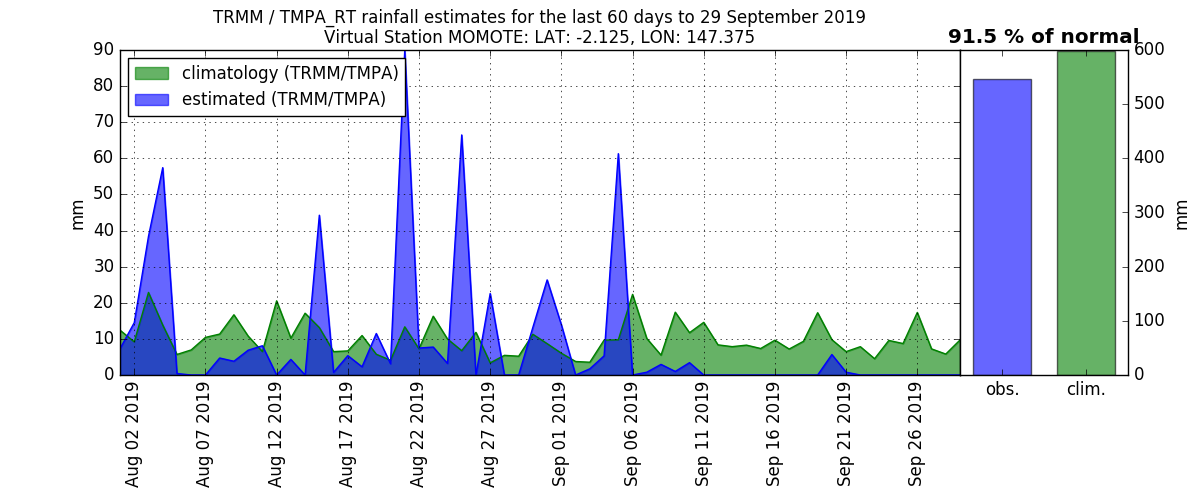 TRMM / TMPA_RT rainfall estimates for the last 60 days to 29 September 2019
Virtual Station MOMOTE: LAT: -2.125, LON: 147.375
91.5 % of normal
climatology (TRMM/TMPA)
estimated (TRMM/TMPA)
90
80
70
60
50
40
30
20
10
0
mm
Aug 02 2019
Aug 07 2019
Aug 12 2019
Aug 17 2019
Aug 22 2019
Aug 27 2019
Sep 01 2019
Sep 06 2019
Sep 11 2019
Sep 16 2019
Sep 21 2019
Sep 26 2019
obs.
clim.
600
500
400
300
200
100
0
mm